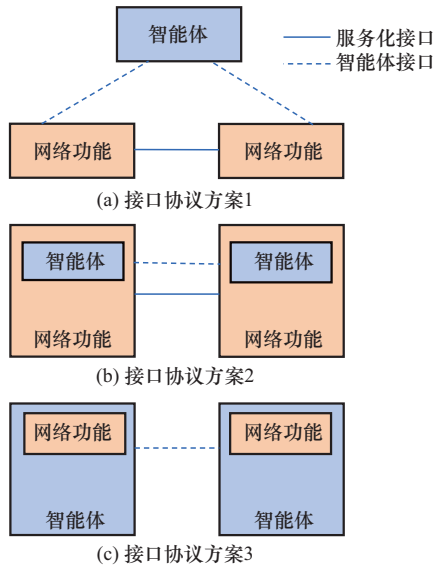 智能体
服务化接口
智能体接口
网络功能
网络功能
(a) 接口协议方案1
智能体
智能体
网络功能
网络功能
(b) 接口协议方案2
网络功能
网络功能
智能体
智能体
(c) 接口协议方案3